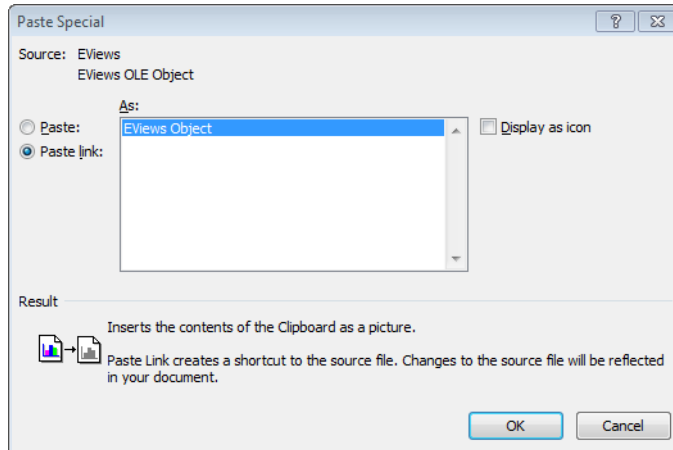 Paste Special
Source: EViews
EViews OLE Object
As:
Paste:
EViews Object
Display as icon
Paste link:
Result
Inserts the contents of the Clipboard as a picture.
Paste Link creates a shortcut to the source file. Changes to the source file will be reflected
in your document.
OK
Cancel